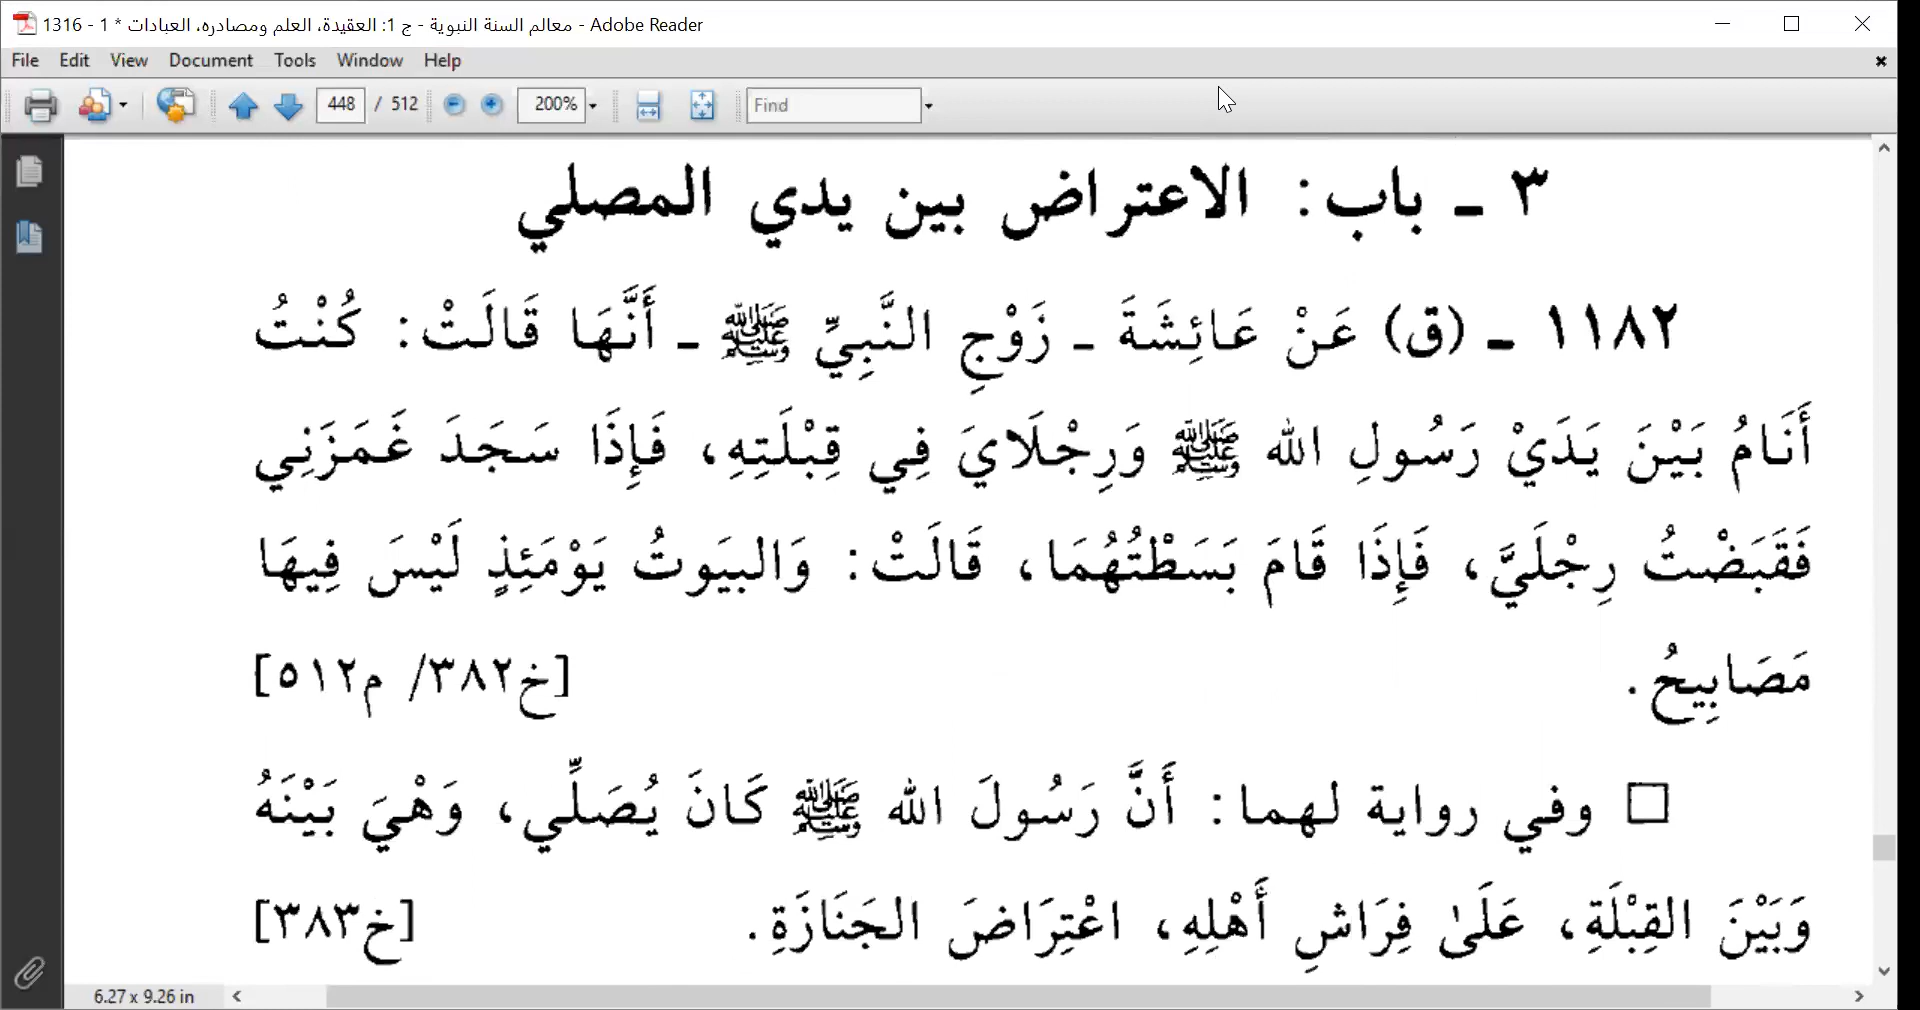 معالم السنة النبوية - ج 1: العقيدة، العلم ومصادره، العبادات * 1 - 1316 - Adobe Reader
File Edit View Document Tools Window Help
448 / 512 200% Find
٣ ـ باب: الاعتراض بين يدي المصلي
١١٨٢ ـ (ق) عَنْ عَائِشَةَ ـ زَوْجِ النَّبِيِّ ﷺ ـ أَنَّهَا قَالَتْ: كُنْتُ
أَنَامُ بَيْنَ يَدَيْ رَسُولِ الله ﷺ وَرِجْلَايَ فِي قِبْلَتِهِ، فَإِذَا سَجَدَ غَمَزَنِي
فَقَبَضْتُ رِجْلَيَّ، فَإِذَا قَامَ بَسَطْتُهُمَا، قَالَتْ: وَالبيَوتُ يَوْمَئِذٍ لَيْسَ فِيهَا
مَصَابِيحُ. [خ٣٨٢/ م٥١٢]
□ وفي رواية لهما: أَنَّ رَسُولَ الله ﷺ كَانَ يُصَلِّي، وَهْيَ بَيْنَهُ
وَبَيْنَ القِبْلَةِ، عَلَىٰ فِرَاشِ أَهْلِهِ، اعْتِرَاضَ الجَنَازَةِ. [خ٣٨٣]
6.27 x 9.26 in